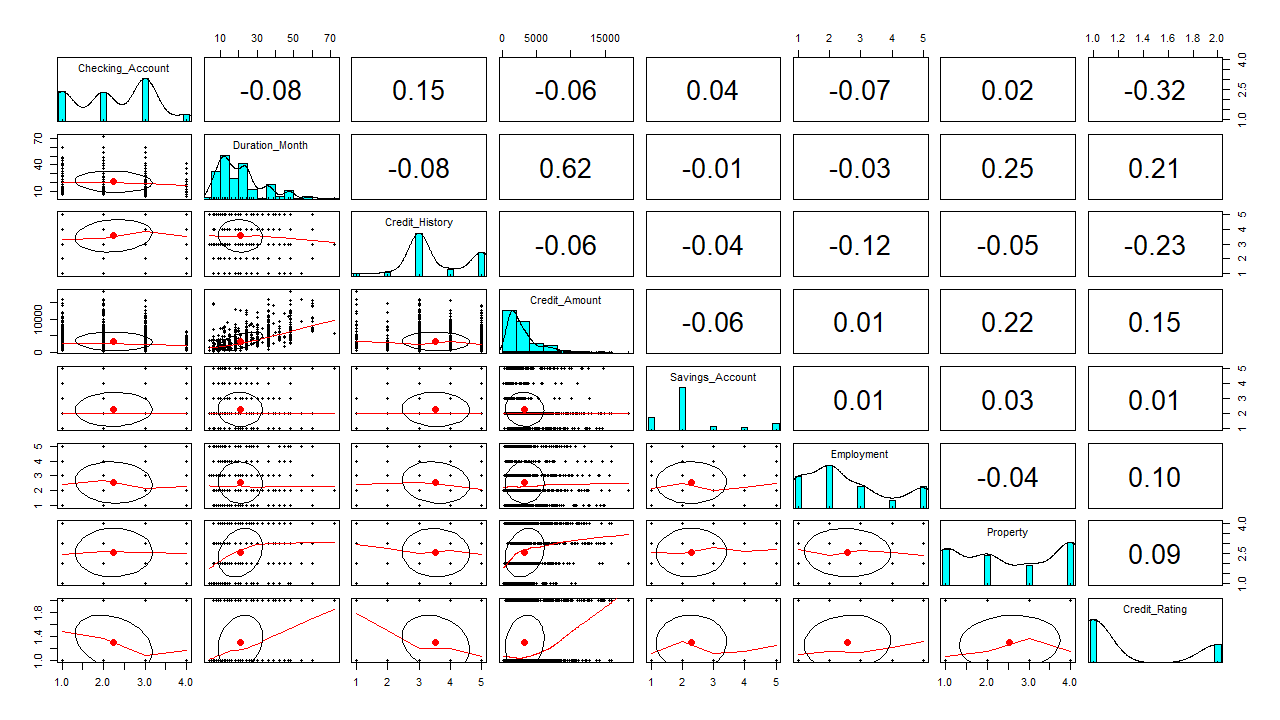 10 30 50 70 0 5000 15000 1 2 3 4 5 1.0 1.2 1.4 1.6 1.8 2.0
Checking_Account -0.08 0.15 -0.06 0.04 -0.07 0.02 -0.32 1.0 2.5 4.0
10 40 70 Duration_Month -0.08 0.62 -0.01 -0.03 0.25 0.21
Credit_History -0.06 -0.04 -0.12 -0.05 -0.23 1 2 3 4 5
0 10000 Credit_Amount -0.06 0.01 0.22 0.15
Savings_Account 0.01 0.03 0.01 1 2 3 4 5
1 2 3 4 5 Employment -0.04 0.10
Property 0.09 1.0 2.5 4.0
1.0 1.4 1.8 Credit_Rating
1.0 2.0 3.0 4.0 1 2 3 4 5 1 2 3 4 5 1.0 2.0 3.0 4.0